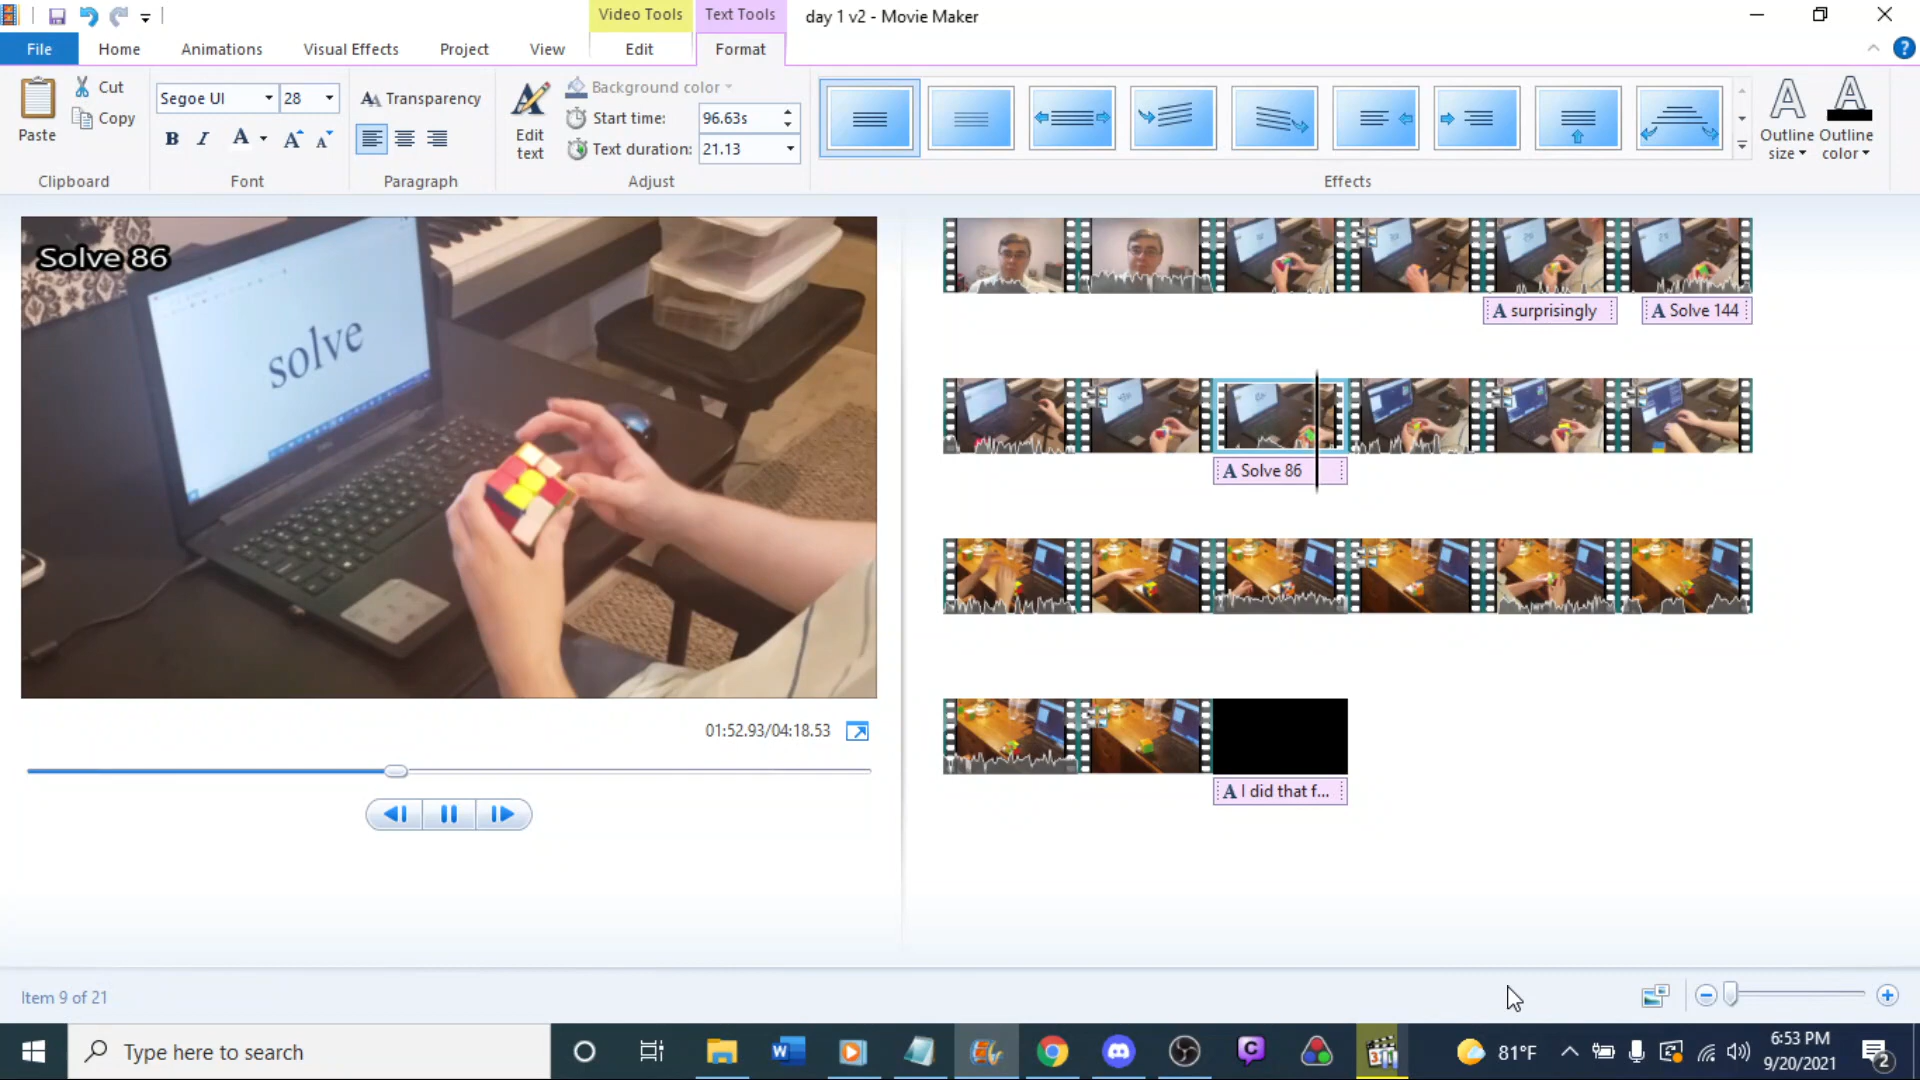 Video Tools
Text Tools
day 1 v2 - Movie Maker
File
Home
Animations
Visual Effects
Project
View
Edit
Format
Paste
Cut
Copy
Clipboard
Segoe UI
28
B
I
A
A
A
Font
AA Transparency
Paragraph
Edit
text
Background color
Start time:
96.63s
Text duration:
21.13
Adjust
Effects
Outline
size
Outline
color
Solve 86
solve
A surprisingly
A Solve 144
A Solve 86
A I did that f...
01:52.93/04:18.53
Item 9 of 21
Type here to search
81°F
6:53 PM
9/20/2021
2